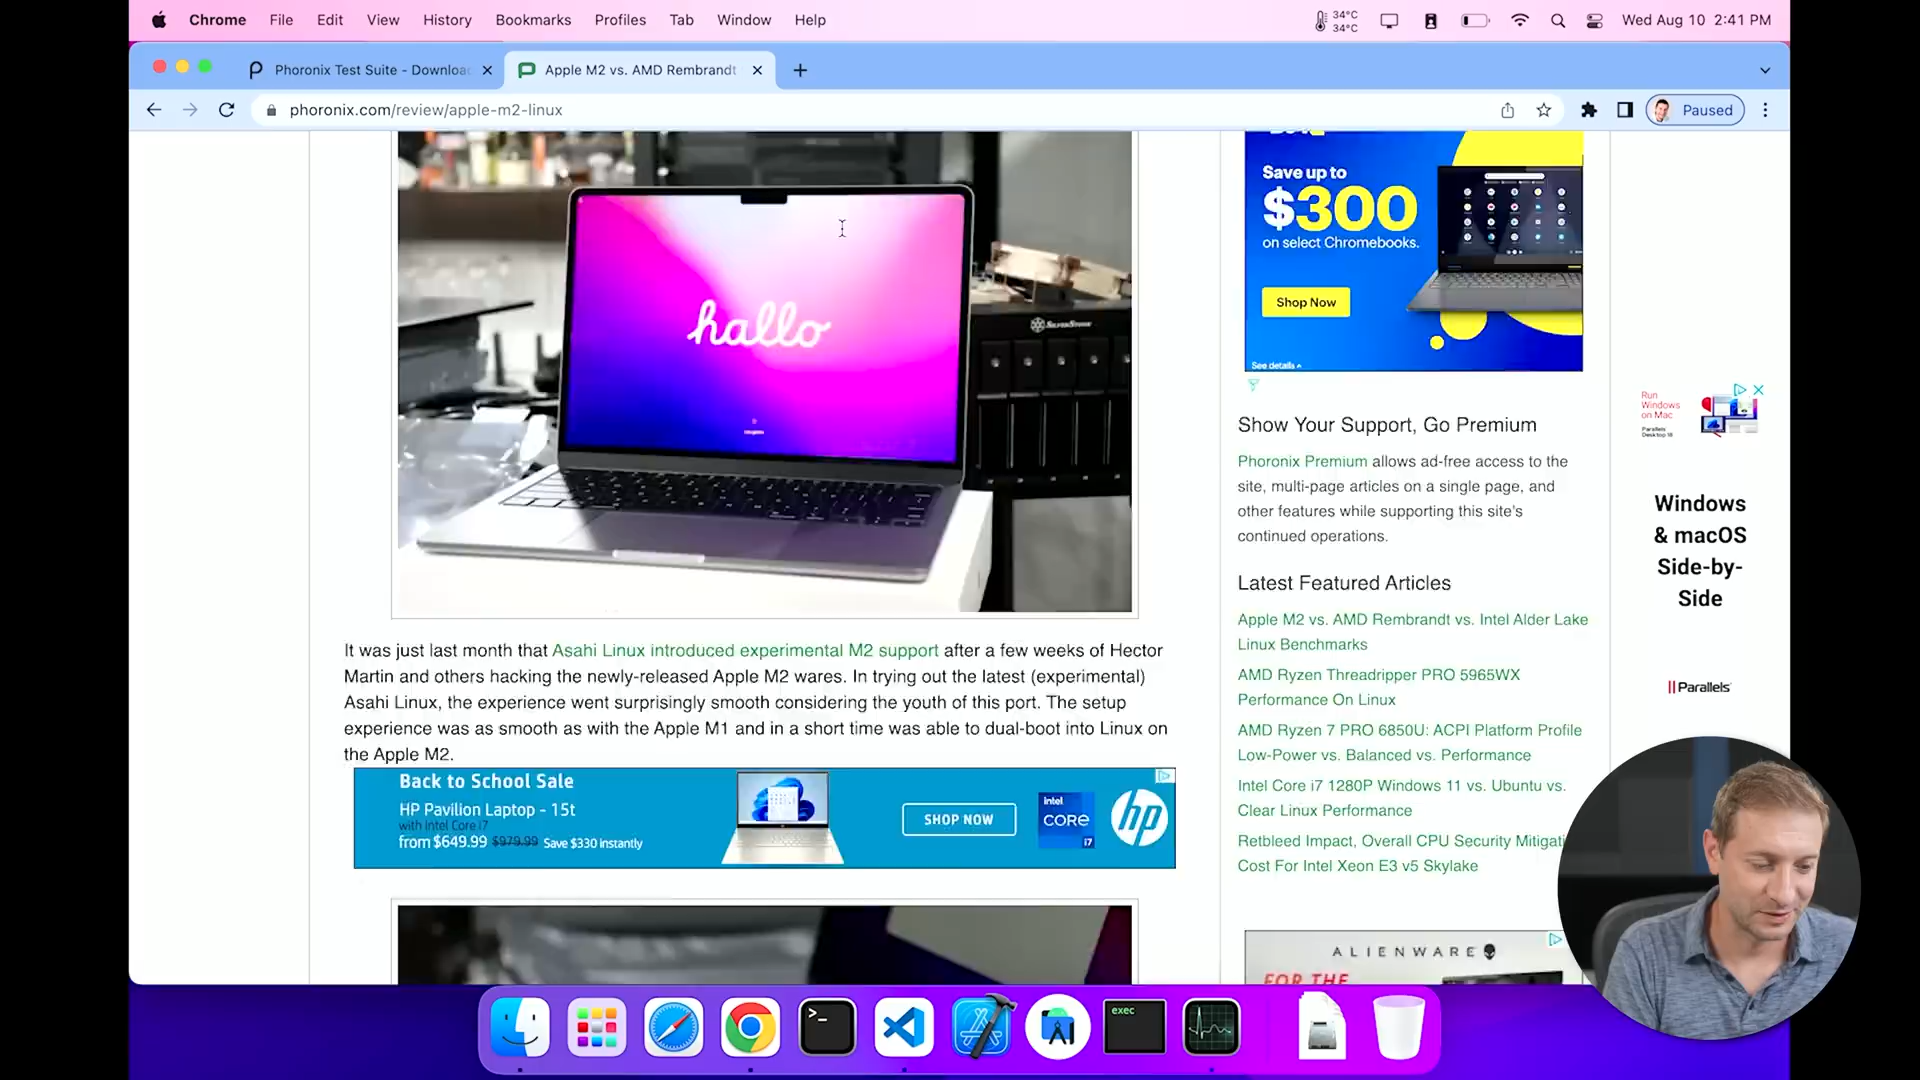 Chrome File Edit View History Bookmarks Profiles Tab Window Help
34°C
34°C
Wed Aug 10 2:41 PM
Phoronix Test Suite - Downloa
Apple M2 vs. AMD Rembrandt
phoronix.com/review/apple-m2-linux
Paused
SILVERSTONE
hallo
It was just last month that Asahi Linux introduced experimental M2 support after a few weeks of Hector
Martin and others hacking the newly-released Apple M2 wares. In trying out the latest (experimental)
Asahi Linux, the experience went surprisingly smooth considering the youth of this port. The setup
experience was as smooth as with the Apple M1 and in a short time was able to dual-boot into Linux on
the Apple M2.
Back to School Sale
HP Pavilion Laptop - 15t
with Intel Core i7
from $649.99 $979.99 Save $330 instantly
SHOP NOW
intel
CORE
i7
hp
Save up to
$300
on select Chromebooks.
Shop Now
See details
Show Your Support, Go Premium
Phoronix Premium allows ad-free access to the
site, multi-page articles on a single page, and
other features while supporting this site's
continued operations.
Latest Featured Articles
Apple M2 vs. AMD Rembrandt vs. Intel Alder Lake
Linux Benchmarks
AMD Ryzen Threadripper PRO 5965WX
Performance On Linux
AMD Ryzen 7 PRO 6850U: ACPI Platform Profile
Low-Power vs. Balanced vs. Performance
Intel Core i7 1280P Windows 11 vs. Ubuntu vs.
Clear Linux Performance
Retbleed Impact, Overall CPU Security Mitigati
Cost For Intel Xeon E3 v5 Skylake
ALIENWARE
FOR THE
Run
Windows
on Mac
Parallels
Desktop 18
Windows
& macOS
Side-by-
Side
Parallels
exec